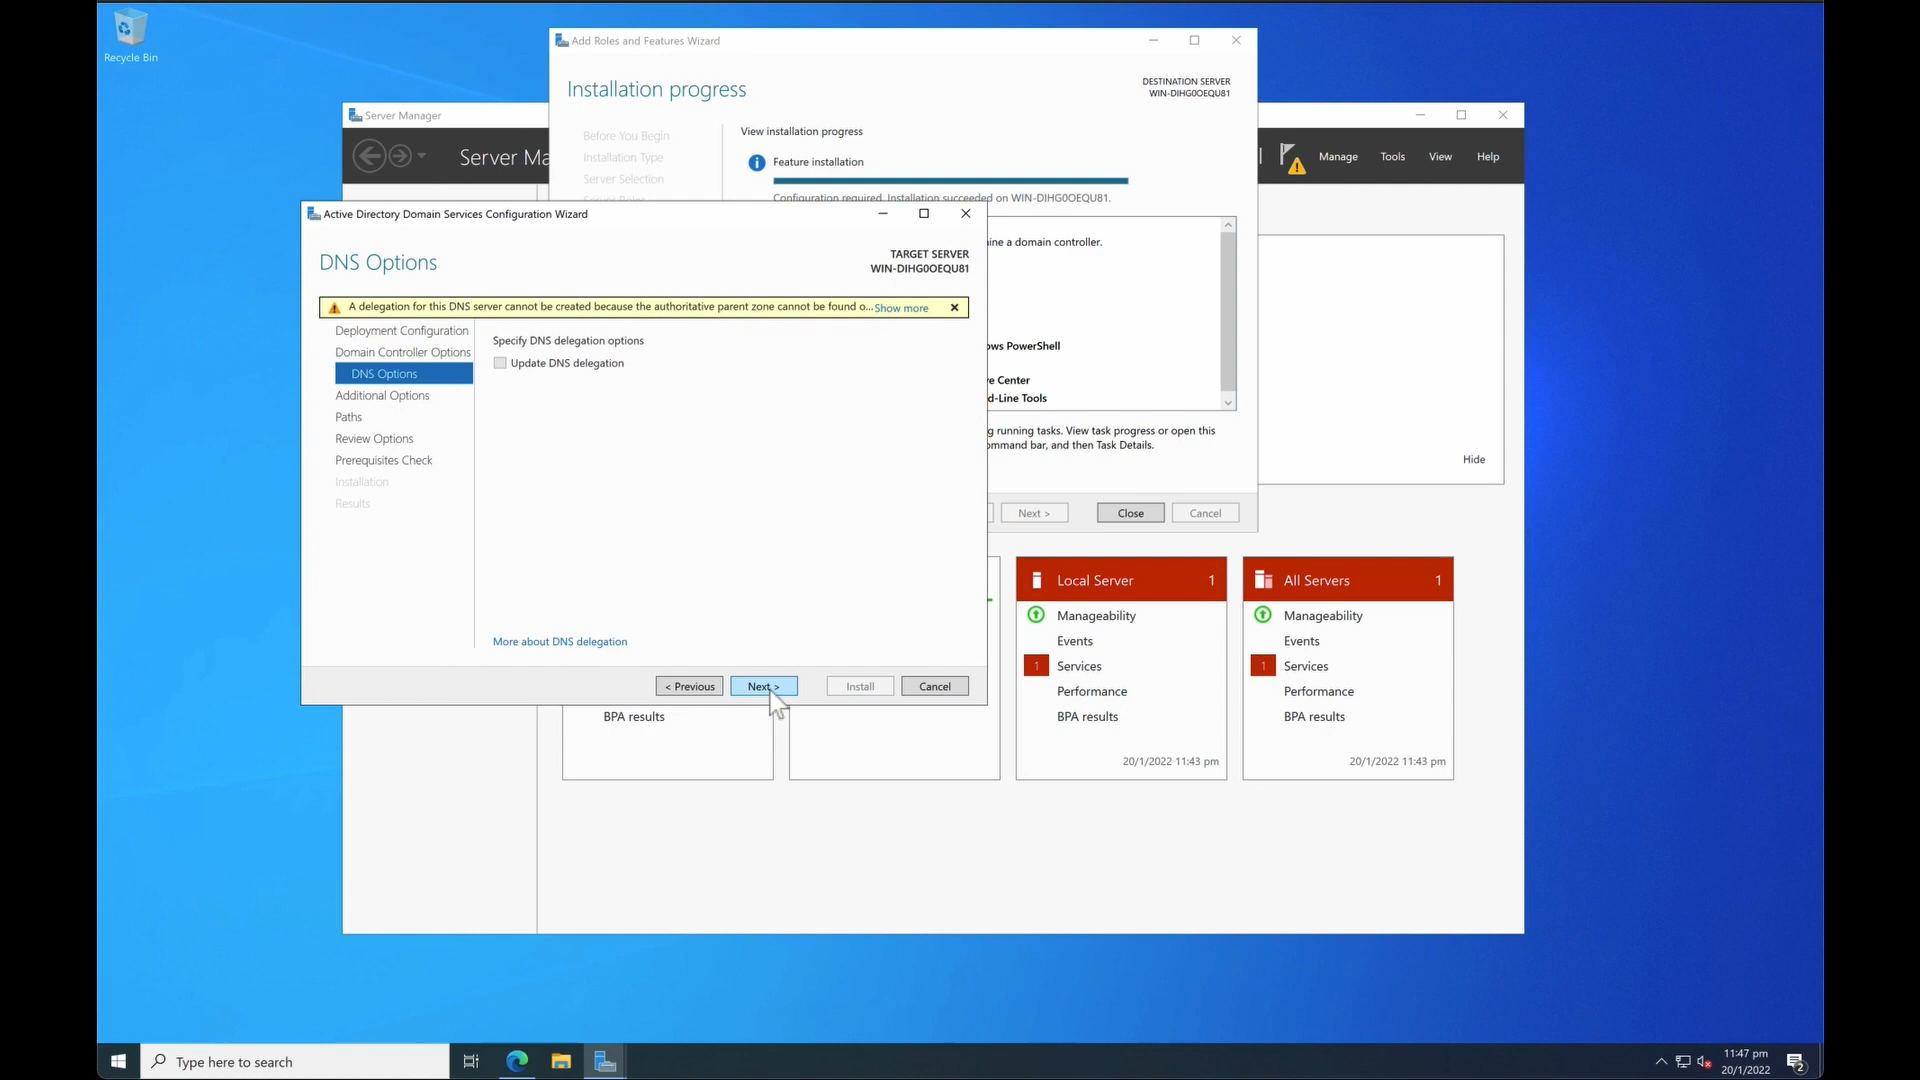 Recycle Bin
Add Roles and Features Wizard
Installation progress
DESTINATION SERVER
WIN-DIHG0OEQU81
Before You Begin
Installation Type
Server Selection
View installation progress
Feature installation
Configuration required. Installation succeeded on WIN-DIHG0OEQU81.
Server Manager
Server Ma
Manage
Tools
View
Help
ine a domain controller.
ows PowerShell
e Center
d-Line Tools
g running tasks. View task progress or open this
ommand bar, and then Task Details.
Next >
Close
Cancel
Hide
Active Directory Domain Services Configuration Wizard
DNS Options
TARGET SERVER
WIN-DIHG0OEQU81
A delegation for this DNS server cannot be created because the authoritative parent zone cannot be found o... Show more
Deployment Configuration
Domain Controller Options
DNS Options
Additional Options
Paths
Review Options
Prerequisites Check
Installation
Results
Specify DNS delegation options
Update DNS delegation
More about DNS delegation
< Previous
Next >
Install
Cancel
BPA results
Local Server 1
Manageability
Events
1 Services
Performance
BPA results
20/1/2022 11:43 pm
All Servers 1
Manageability
Events
1 Services
Performance
BPA results
20/1/2022 11:43 pm
Type here to search
11:47 pm
20/1/2022
2